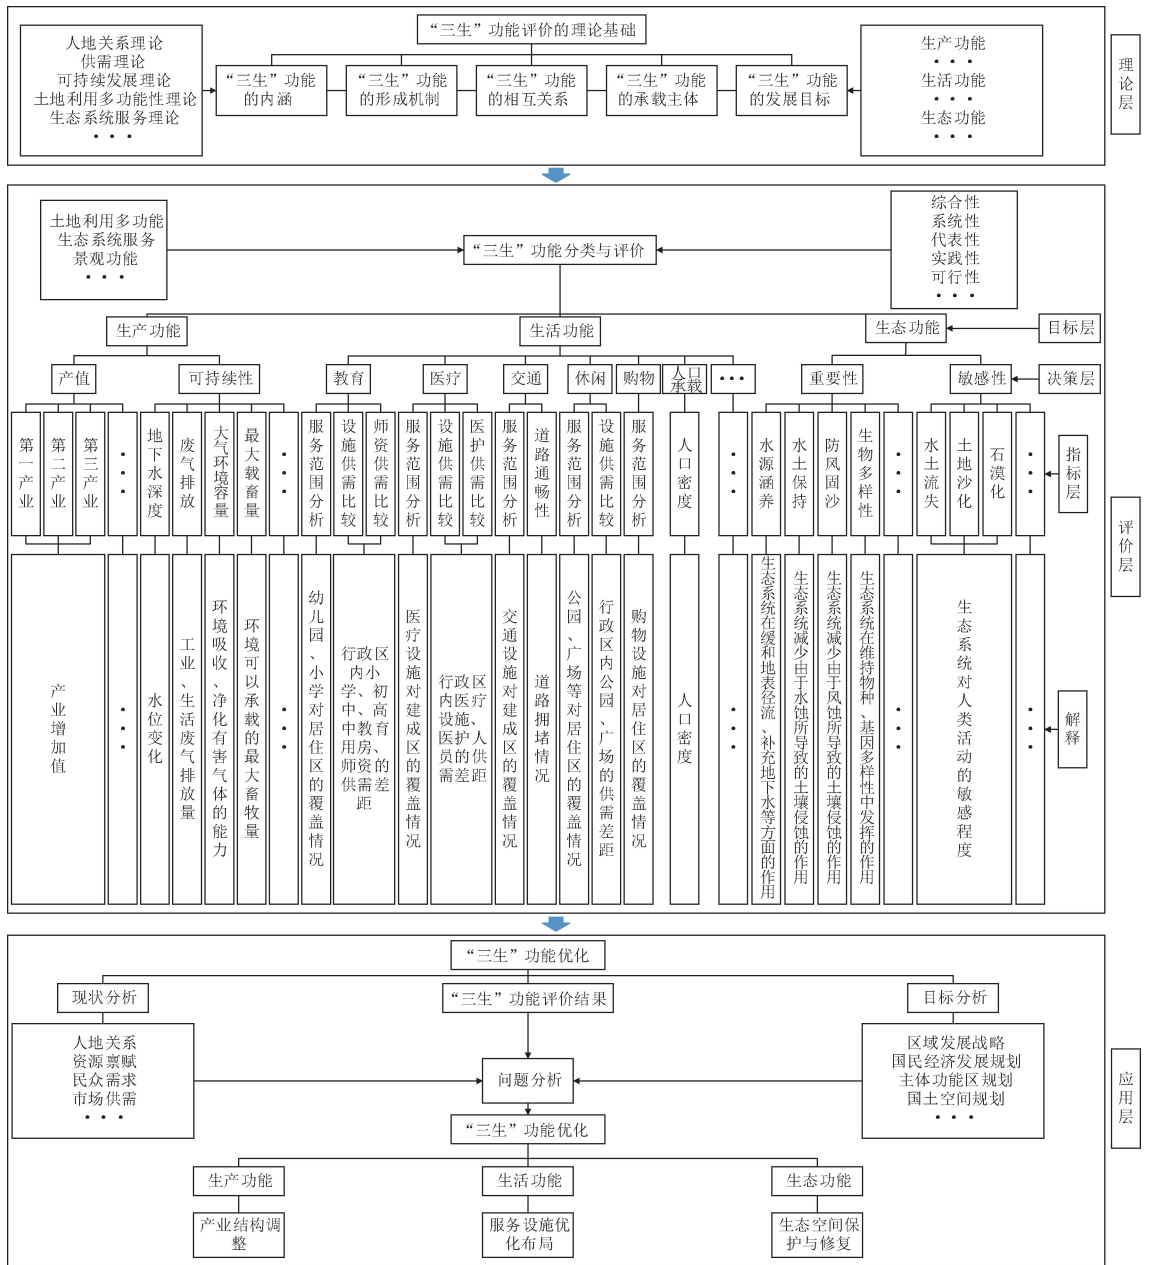 “三生”功能评价的理论基础
人地关系理论
供需理论
可持续发展理论
土地利用多功能性理论
生态系统服务理论
•••
“三生”功能
的内涵
“三生”功能
的形成机制
“三生”功能
的相互关系
“三生”功能
的承载主体
“三生”功能
的发展目标
生产功能
•••
生活功能
•••
生态功能
•••
理论层
土地利用多功能
生态系统服务
景观功能
•••
“三生”功能分类与评价
综合性
系统性
代表性
实践性
可行性
•••
生产功能
生活功能
生态功能
目标层
产值
可持续性
教育
医疗
交通
休闲
购物
人口
承载
•••
重要性
敏感性
决策层
第一产业
第二产业
第三产业
•••
地下水深度
废气排放
大气环境容量
最大载畜量
•••
服务范围分析
设施供需比较
师资供需比较
服务范围分析
设施供需比较
医护供需比较
服务范围分析
道路通畅性
服务范围分析
设施供需比较
服务范围分析
人口密度
•••
水源涵养
水土保持
防风固沙
生物多样性
•••
水土流失
土地沙化
石漠化
•••
指标层
产业增加值
•••
水位变化
工业、生活废气排放量
环境吸收、净化有害气体的能力
环境可以承载的最大畜牧量
•••
幼儿园、小学对居住区的覆盖情况
行政区
内小
学、初
中、高
中教育
用房、
师资的
供需差
距
医疗设施对建成区的覆盖情况
行政区
内医疗
设施、
医护人
员的供
需差距
交通设施对建成区的覆盖情况
道路拥堵情况
公园、广场等对居住区的覆盖情况
行政区内公园、广场的供需差距
购物设施对居住区的覆盖情况
人口密度
•••
生态系统在缓和地表径流、补充地下水等方面的作用
生态系统减少由于水蚀所导致的土壤侵蚀的作用
生态系统减少由于风蚀所导致的土壤侵蚀的作用
生态系统在维持物种、基因多样性中发挥的作用
•••
生态系统对人类活动的敏感程度
•••
解释
评价层
“三生”功能优化
现状分析
“三生”功能评价结果
目标分析
人地关系
资源禀赋
民众需求
市场供需
•••
问题分析
区域发展战略
国民经济发展规划
主体功能区规划
国土空间规划
•••
“三生”功能优化
生产功能
生活功能
生态功能
产业结构调
整
服务设施优
化布局
生态空间保
护与修复
应用层